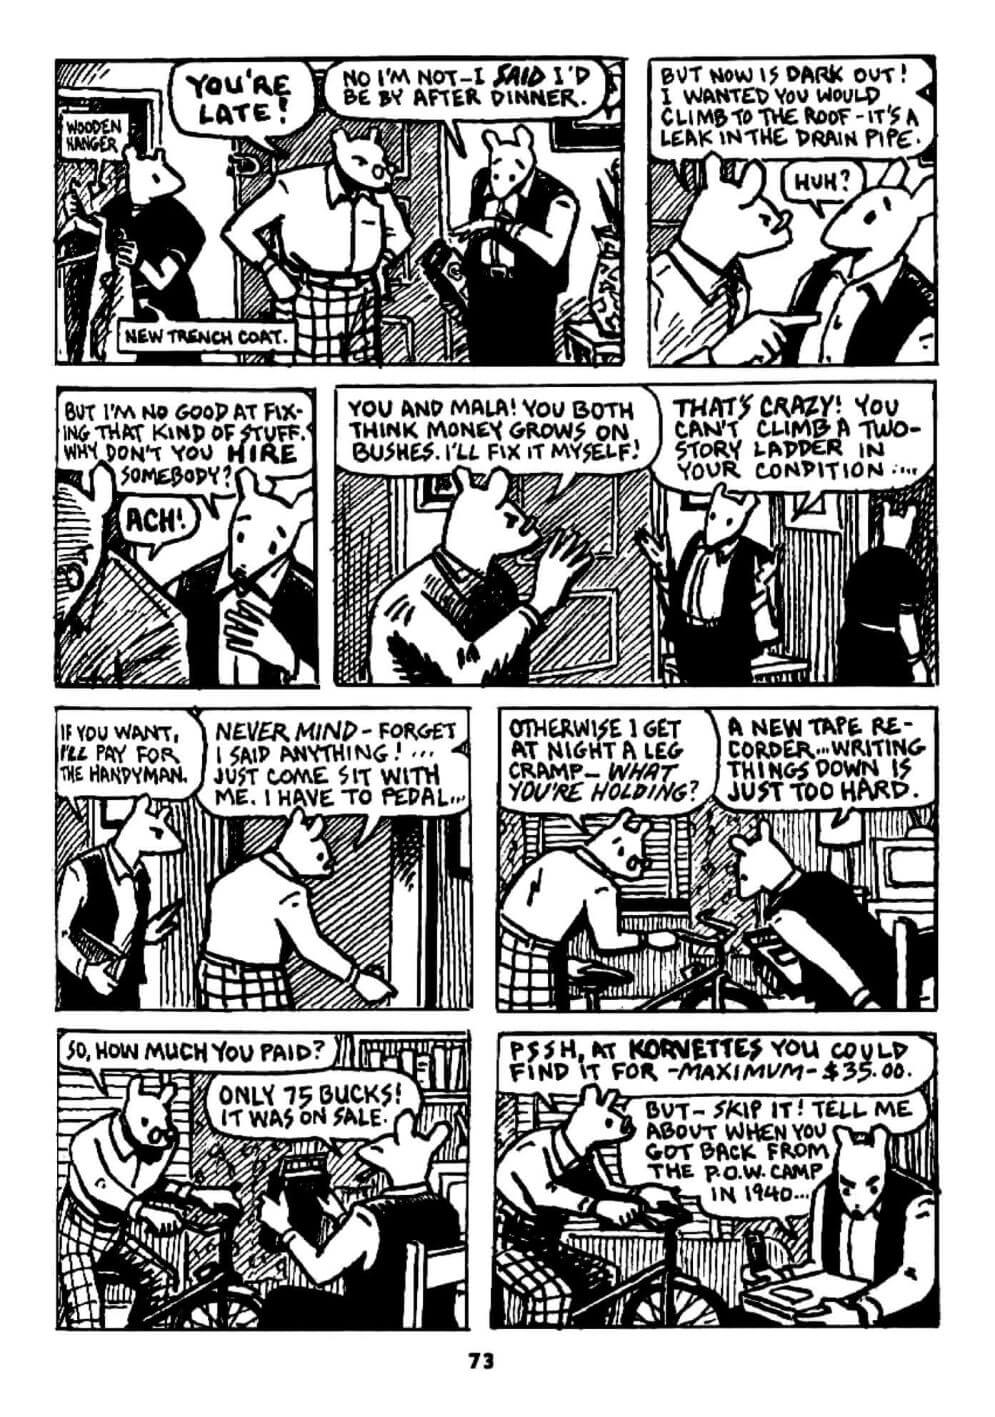 WOODEN
HANGER
NEW TRENCH COAT.
YOU'RE
LATE!
NO I'M NOT-I SAID I'D
BE BY AFTER DINNER.
BUT NOW IS DARK OUT!
I WANTED YOU WOULD
CLIMB TO THE ROOF-IT'S A
LEAK IN THE DRAIN PIPE.
HUH?
BUT I'M NO GOOD AT FIX-
ING THAT KIND OF STUFF.
WHY DON'T YOU HIRE
SOMEBODY?
ACH!
YOU AND MALA! YOU BOTH
THINK MONEY GROWS ON
BUSHES. I'LL FIX IT MYSELF!
THAT'S CRAZY! YOU
CAN'T CLIMB A TWO-
STORY LADDER IN
YOUR CONDITION....
IF YOU WANT,
I'LL PAY FOR
THE HANDYMAN.
NEVER MIND-FORGET
I SAID ANYTHING!...
JUST COME SIT WITH
ME. I HAVE TO PEDAL...
OTHERWISE I GET
AT NIGHT A LEG
CRAMP-WHAT
YOU'RE HOLDING?
A NEW TAPE RE-
CORDER...WRITING
THINGS DOWN IS
JUST TOO HARD.
SO, HOW MUCH YOU PAID?
ONLY 75 BUCKS!
IT WAS ON SALE.
PSSH, AT KORVETTES YOU COULD
FIND IT FOR -MAXIMUM- $35.00.
BUT- SKIP IT! TELL ME
ABOUT WHEN YOU
GOT BACK FROM
THE P.O.W. CAMP
IN 1940...
73